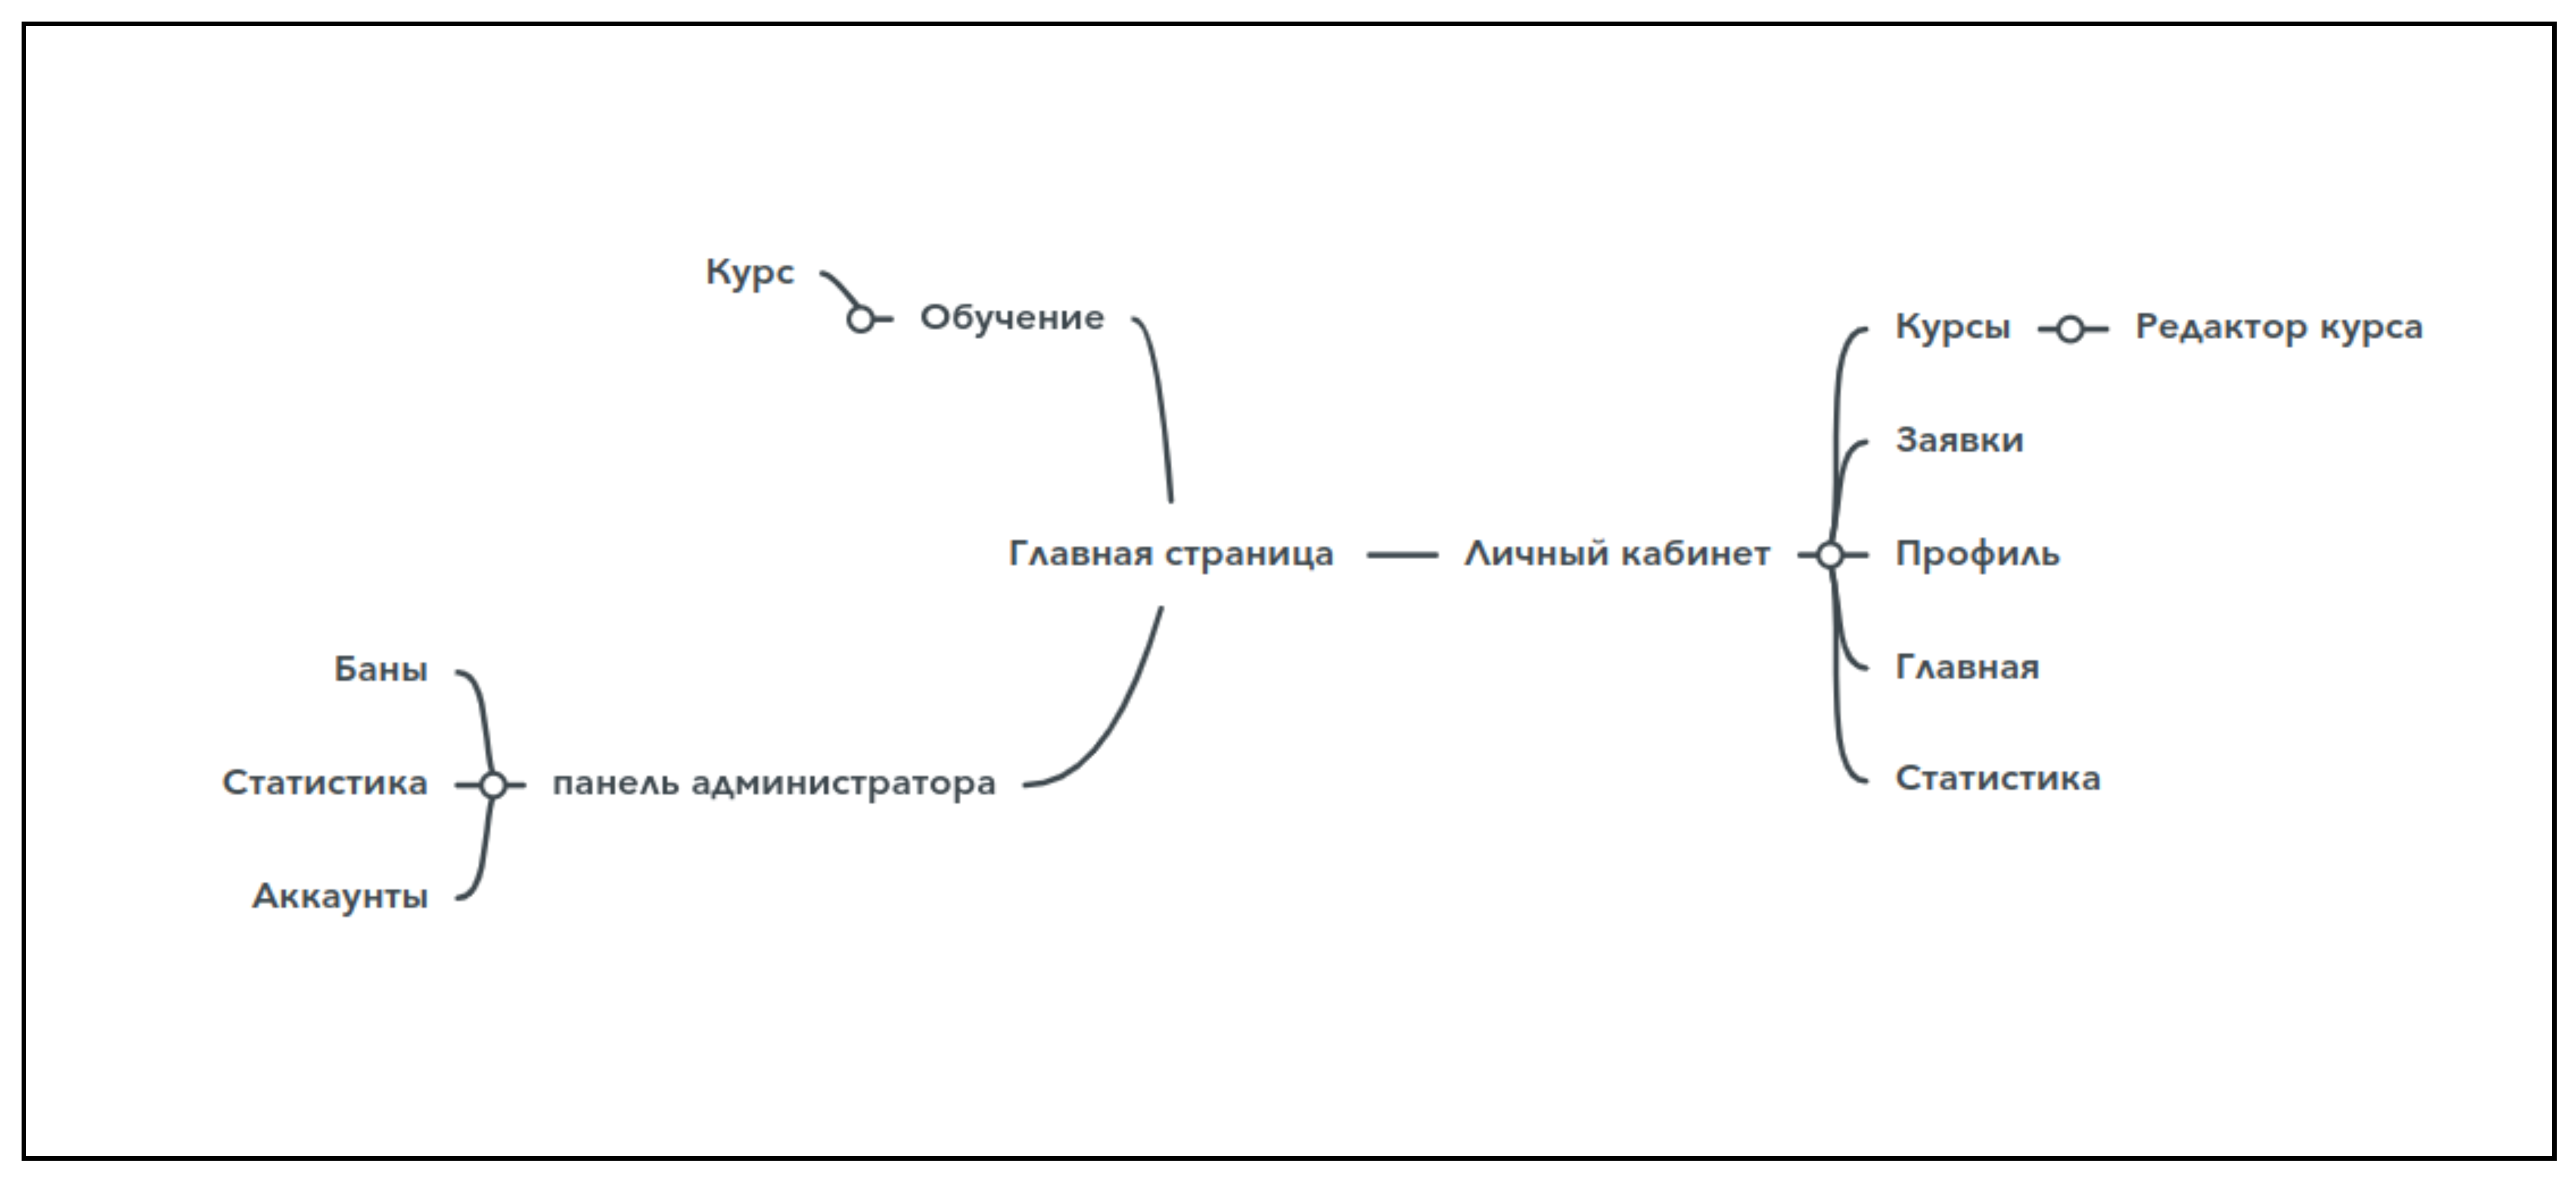 Курс
Обучение
Курсы
Редактор курса
Заявки
Главная страница
Личный кабинет
Профиль
Баны
Главная
Статистика
панель администратора
Статистика
Аккаунты